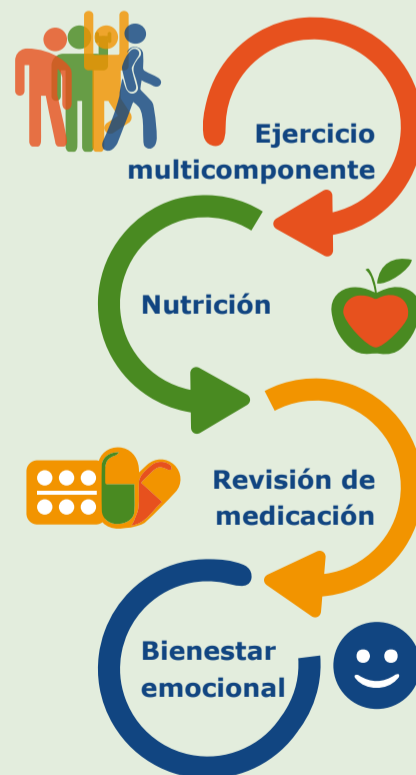 Ejercicio
multicomponente
Nutrición
Revisión de
medicación
Bienestar
emocional